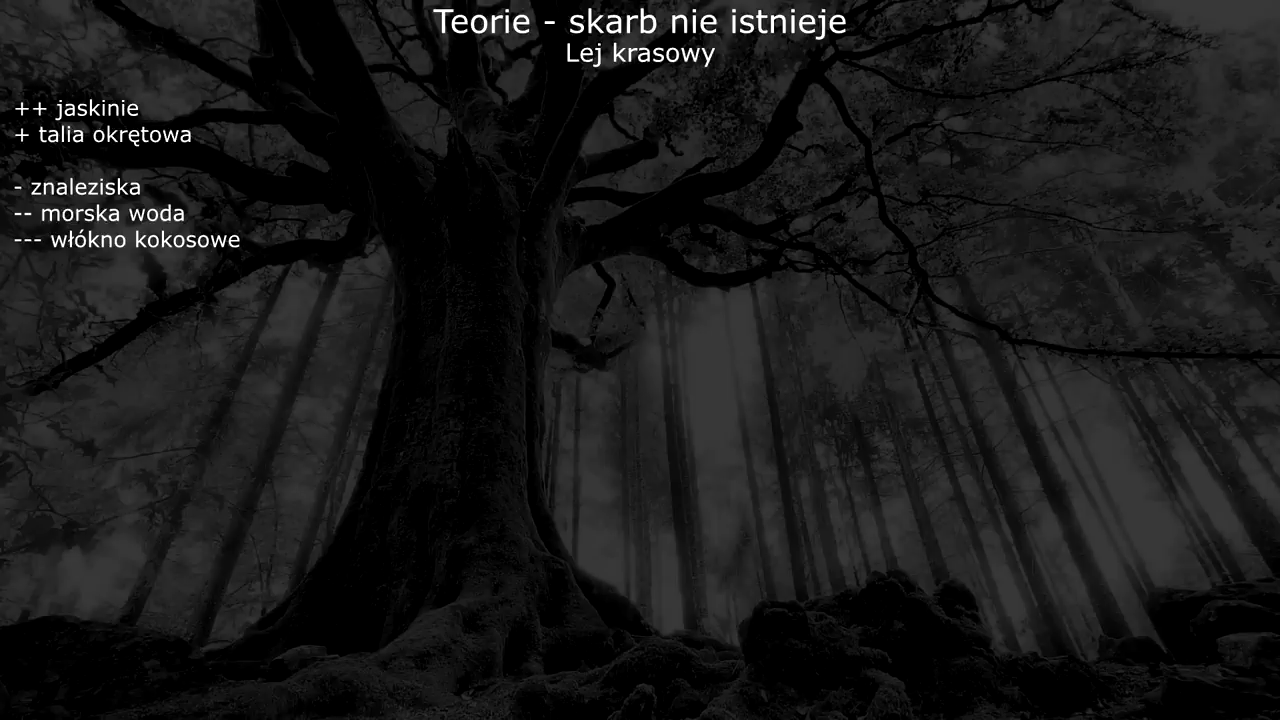 Teorie - skarb nie istnieje
Lej krasowy
++ jaskinie
+ talia okrętowa
- znaleziska
-- morska woda
--- włókno kokosowe